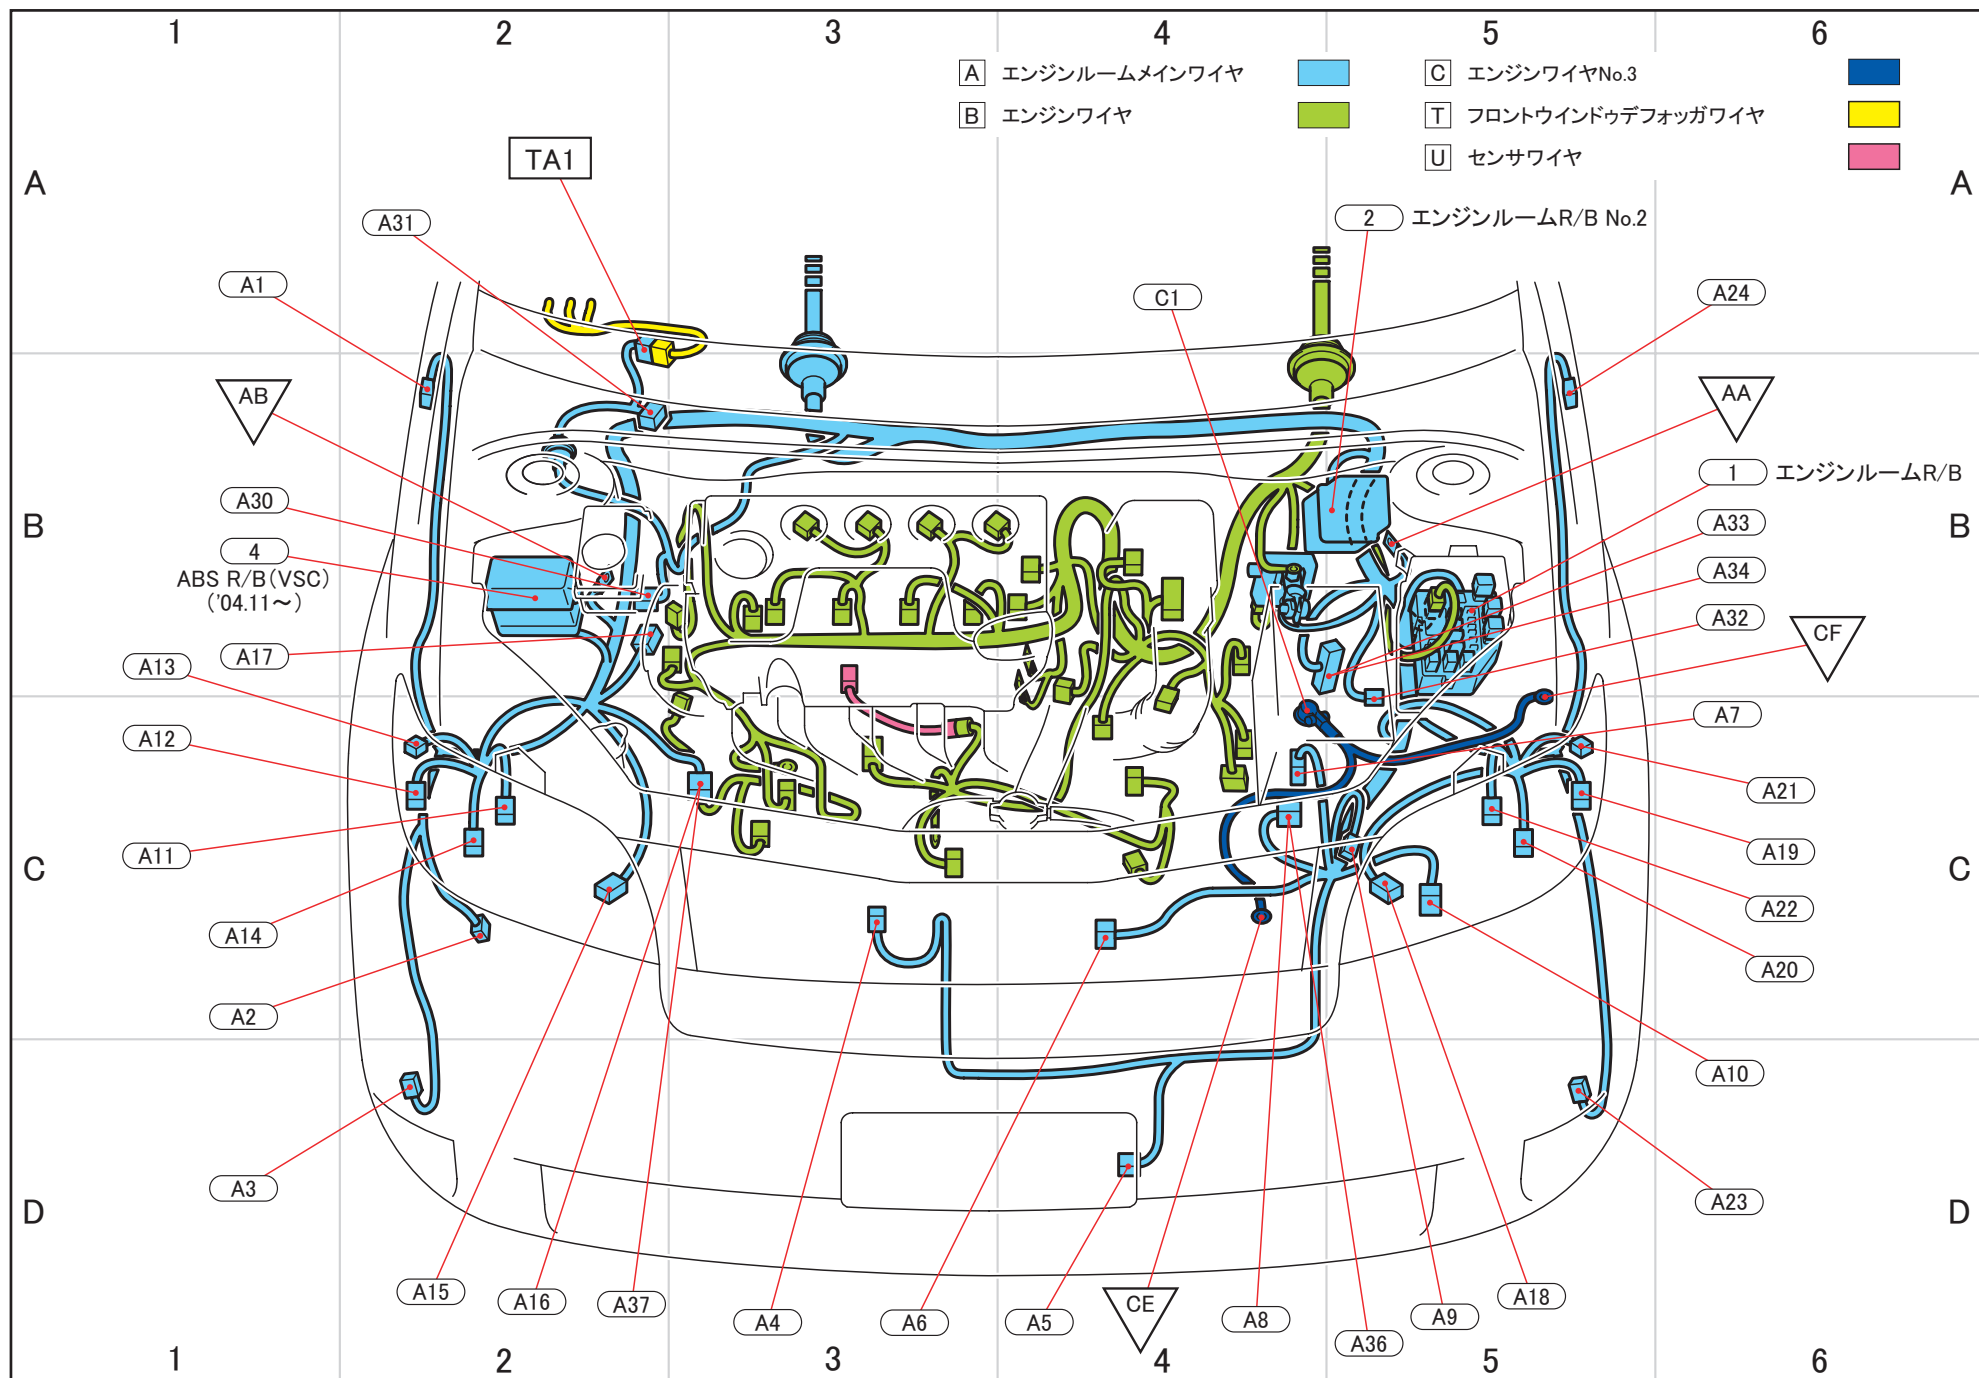 1 2 3 4 5 6
A エンジンルームメインワイヤ
C エンジンワイヤNo.3
B エンジンワイヤ
T フロントウインドゥデフォッガワイヤ
U センサワイヤ
A A
TA1
A31
2 エンジンルームR/B No.2
A1
C1
A24
AB
AA
1 エンジンルームR/B
A30
A33
B B
4
ABS R/B(VSC)
('04.11～)
A34
A32
CF
A17
A13
A7
A12
A21
A11
A19
C C
A14
A22
A20
A2
A10
A3
A23
D D
A15
A16
A37
A4
A6
A5
CE
A8
A36
A9
A18
1 2 3 4 5 6